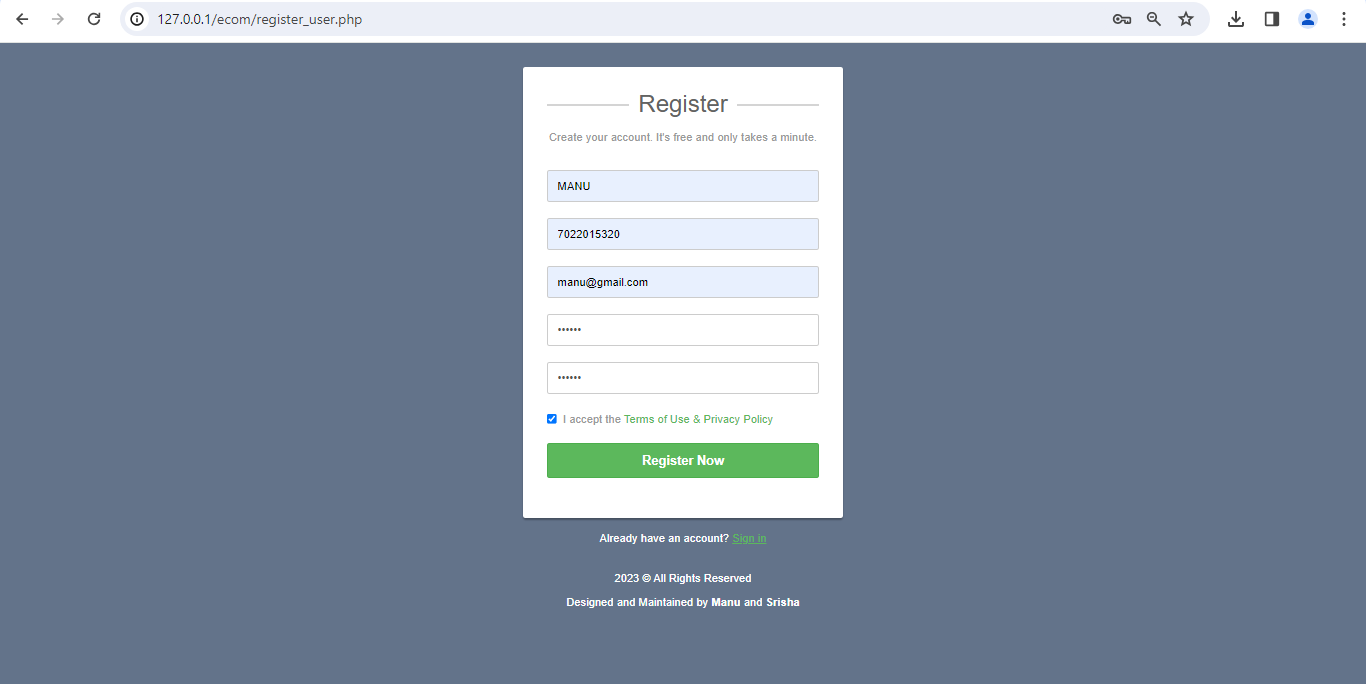 127.0.0.1/ecom/register_user.php
Register
Create your account. It's free and only takes a minute.
MANU
7022015320
manu@gmail.com
••••••
••••••
I accept the Terms of Use & Privacy Policy
Register Now
Already have an account? Sign in
2023 © All Rights Reserved
Designed and Maintained by Manu and Srisha